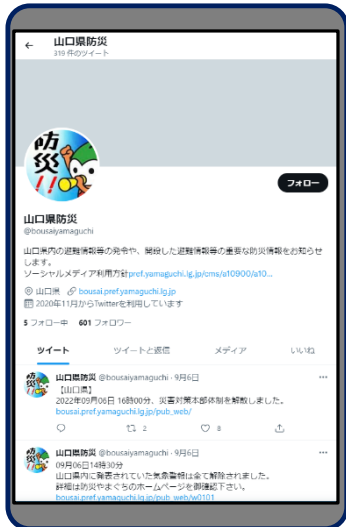 山口県防災
319 件のツイート
防災!!
フォロー
山口県防災
@bousaiyamaguchi
山口県内の避難情報等の発令や、開設した避難情報等の重要な防災情報をお知らせ
します。
ソーシャルメディア利用方針pref.yamaguchi.lg.jp/cms/a10900/a10...
山口県 bousai.pref.yamaguchi.lg.jp
2020年11月からTwitterを利用しています
5 フォロー中 601 フォロワー
ツイート ツイートと返信 メディア いいね
山口県防災 @bousaiyamaguchi · 9月6日 ...
【山口県】
2022年09月06日 16時00分、災害対策本部体制を解散しました。
bousai.pref.yamaguchi.lg.jp/pub_web/
2 8
山口県防災 @bousaiyamaguchi · 9月6日 ...
09月06日14時30分
山口県内に発表されていた気象警報は全て解除されました。
詳細は防災やまぐちのホームページを御確認下さい。
bousai.pref.yamaguchi.lg.jp/pub_web/w0101